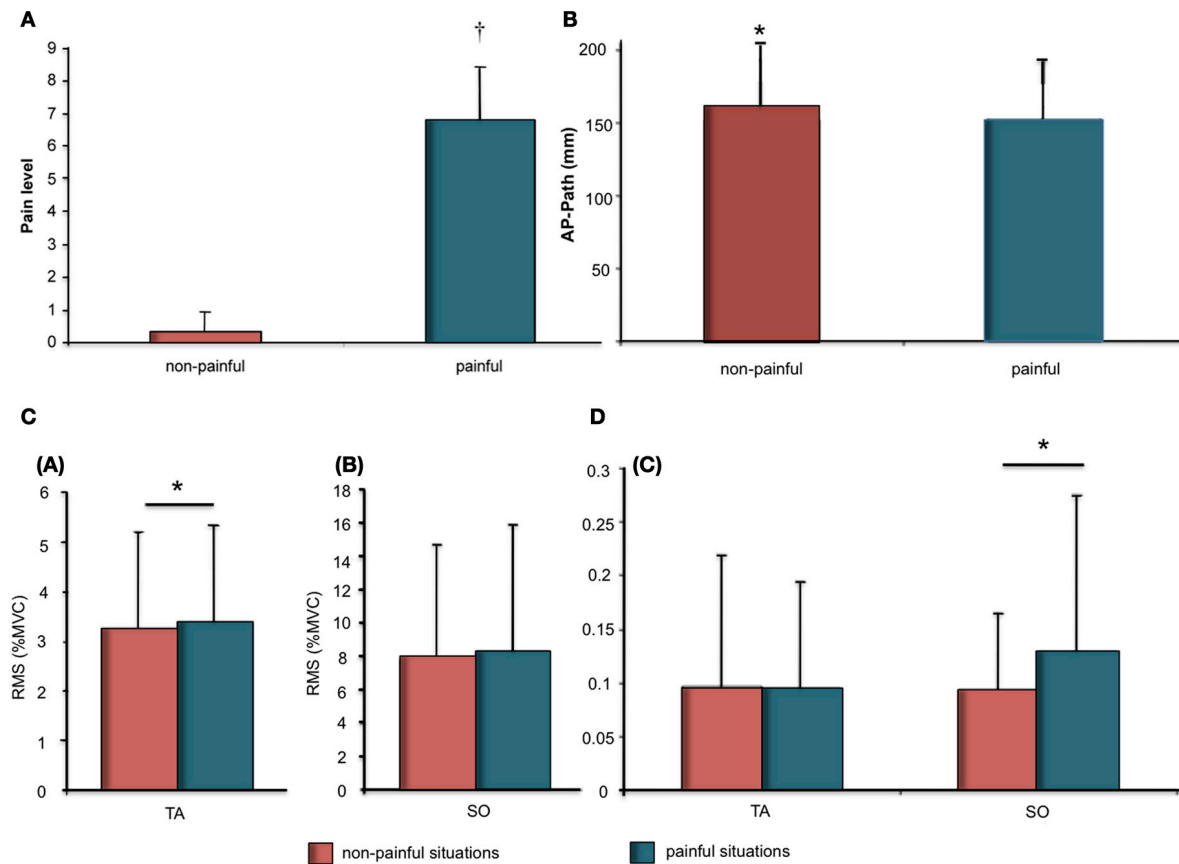 A
†
9
8
7
6
5
4
3
2
1
0
Pain level
non-painful
painful
B
*
200
150
100
50
0
AP-Path (mm)
non-painful
painful
C
(A)
*
6
5
4
3
2
1
0
RMS (%MVC)
TA
(B)
18
16
14
12
10
8
6
4
2
0
RMS (%MVC)
SO
D
(C)
*
0.3
0.25
0.2
0.15
0.1
0.05
0
TA
SO
non-painful situations
painful situations